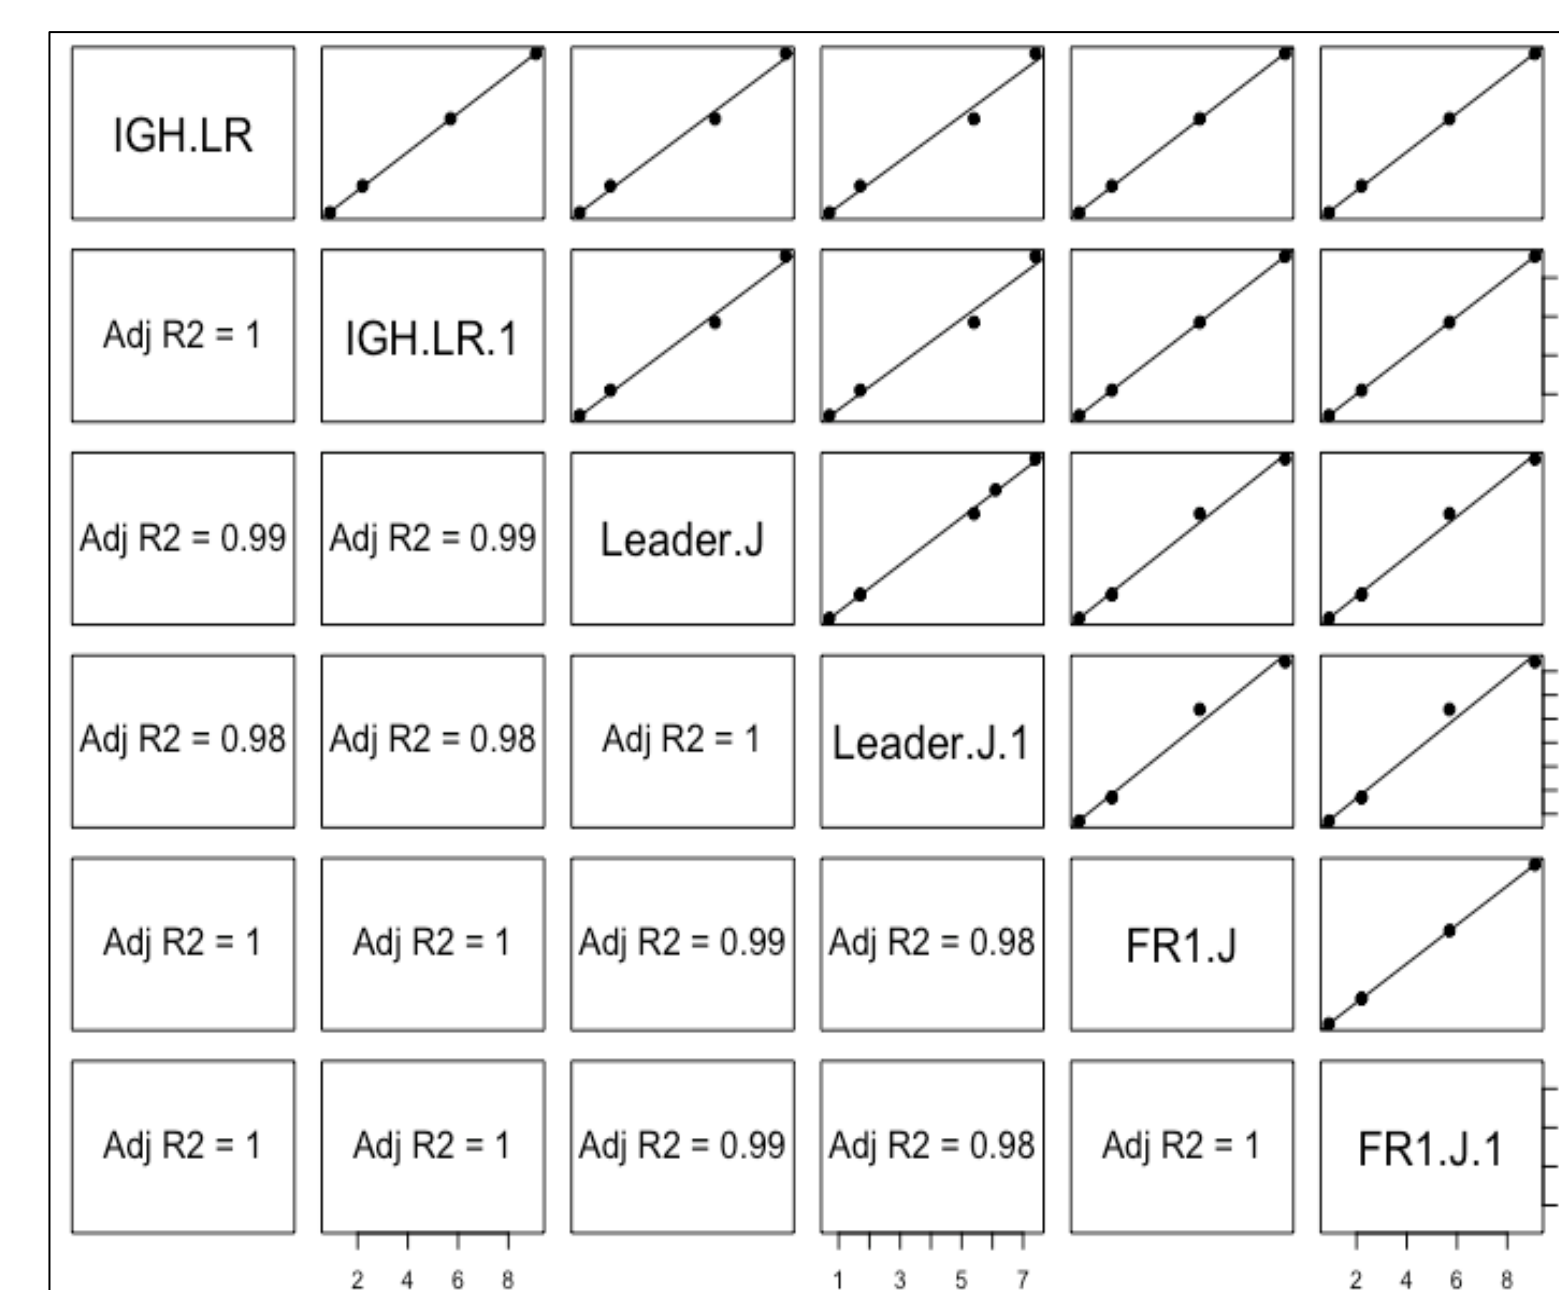 IGH.LR
Adj R2 = 1 IGH.LR.1
Adj R2 = 0.99 Adj R2 = 0.99 Leader.J
Adj R2 = 0.98 Adj R2 = 0.98 Adj R2 = 1 Leader.J.1
Adj R2 = 1 Adj R2 = 1 Adj R2 = 0.99 Adj R2 = 0.98 FR1.J
Adj R2 = 1 Adj R2 = 1 Adj R2 = 0.99 Adj R2 = 0.98 Adj R2 = 1 FR1.J.1
2 4 6 8 1 3 5 7 2 4 6 8